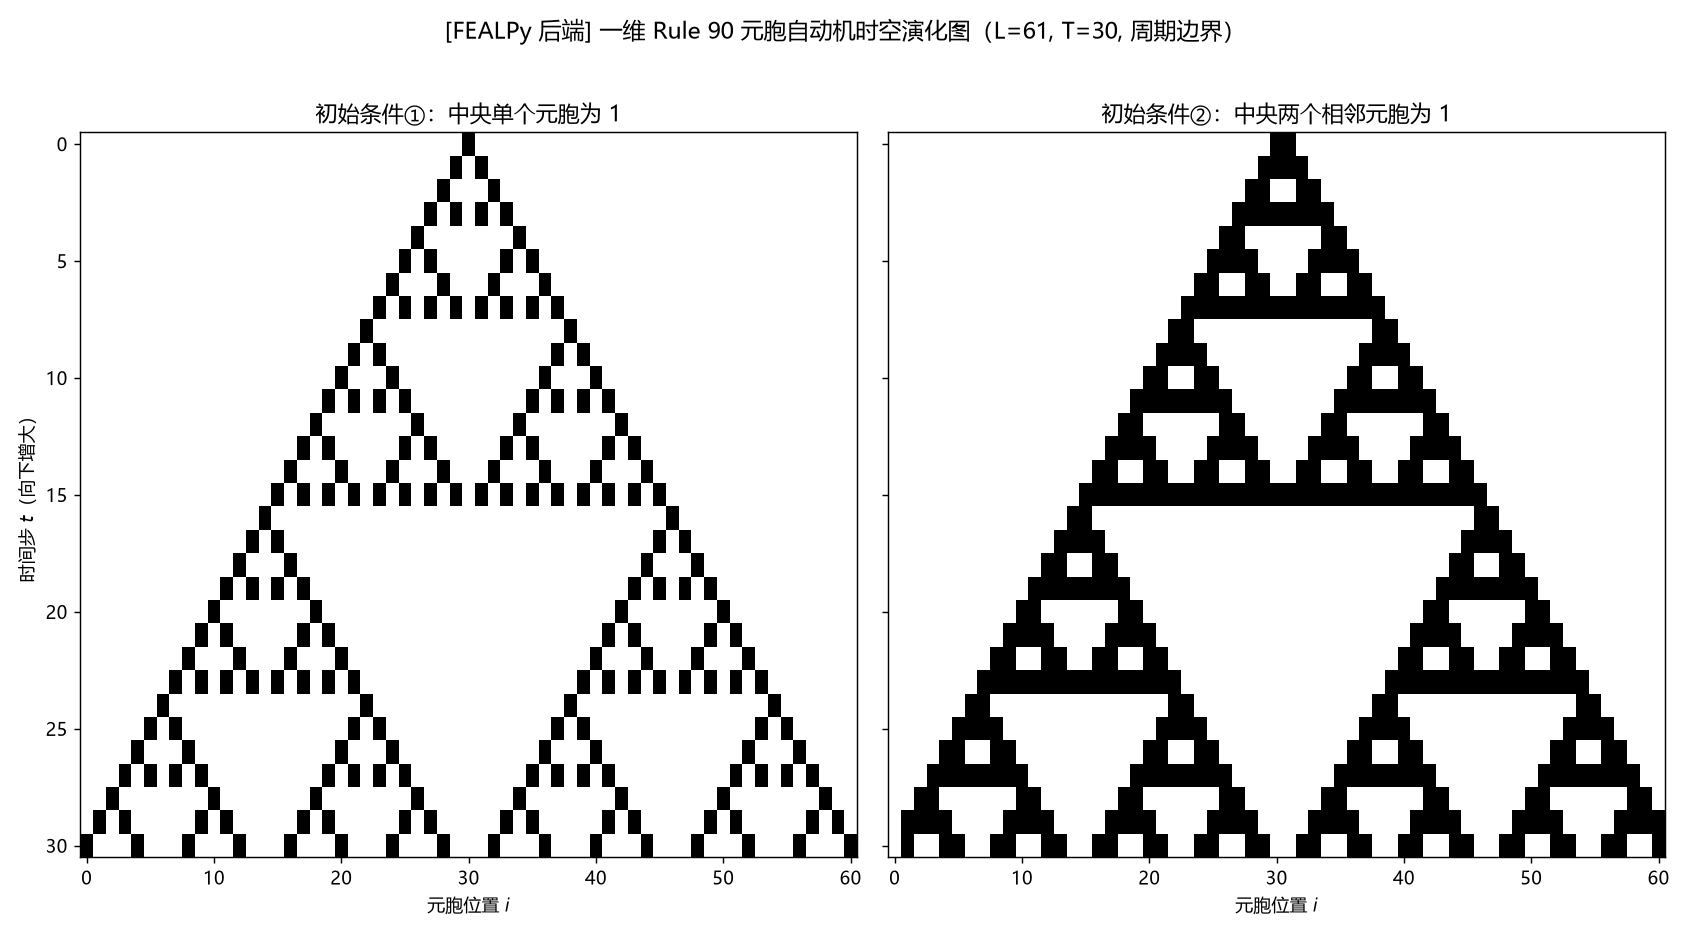 [FEALPy 后端] 一维 Rule 90 元胞自动机时空演化图（L=61, T=30, 周期边界）
初始条件①：中央单个元胞为 1
初始条件②：中央两个相邻元胞为 1
时间步 t（向下增大）
0
5
10
15
20
25
30
0 10 20 30 40 50 60
0 10 20 30 40 50 60
元胞位置 i
元胞位置 i